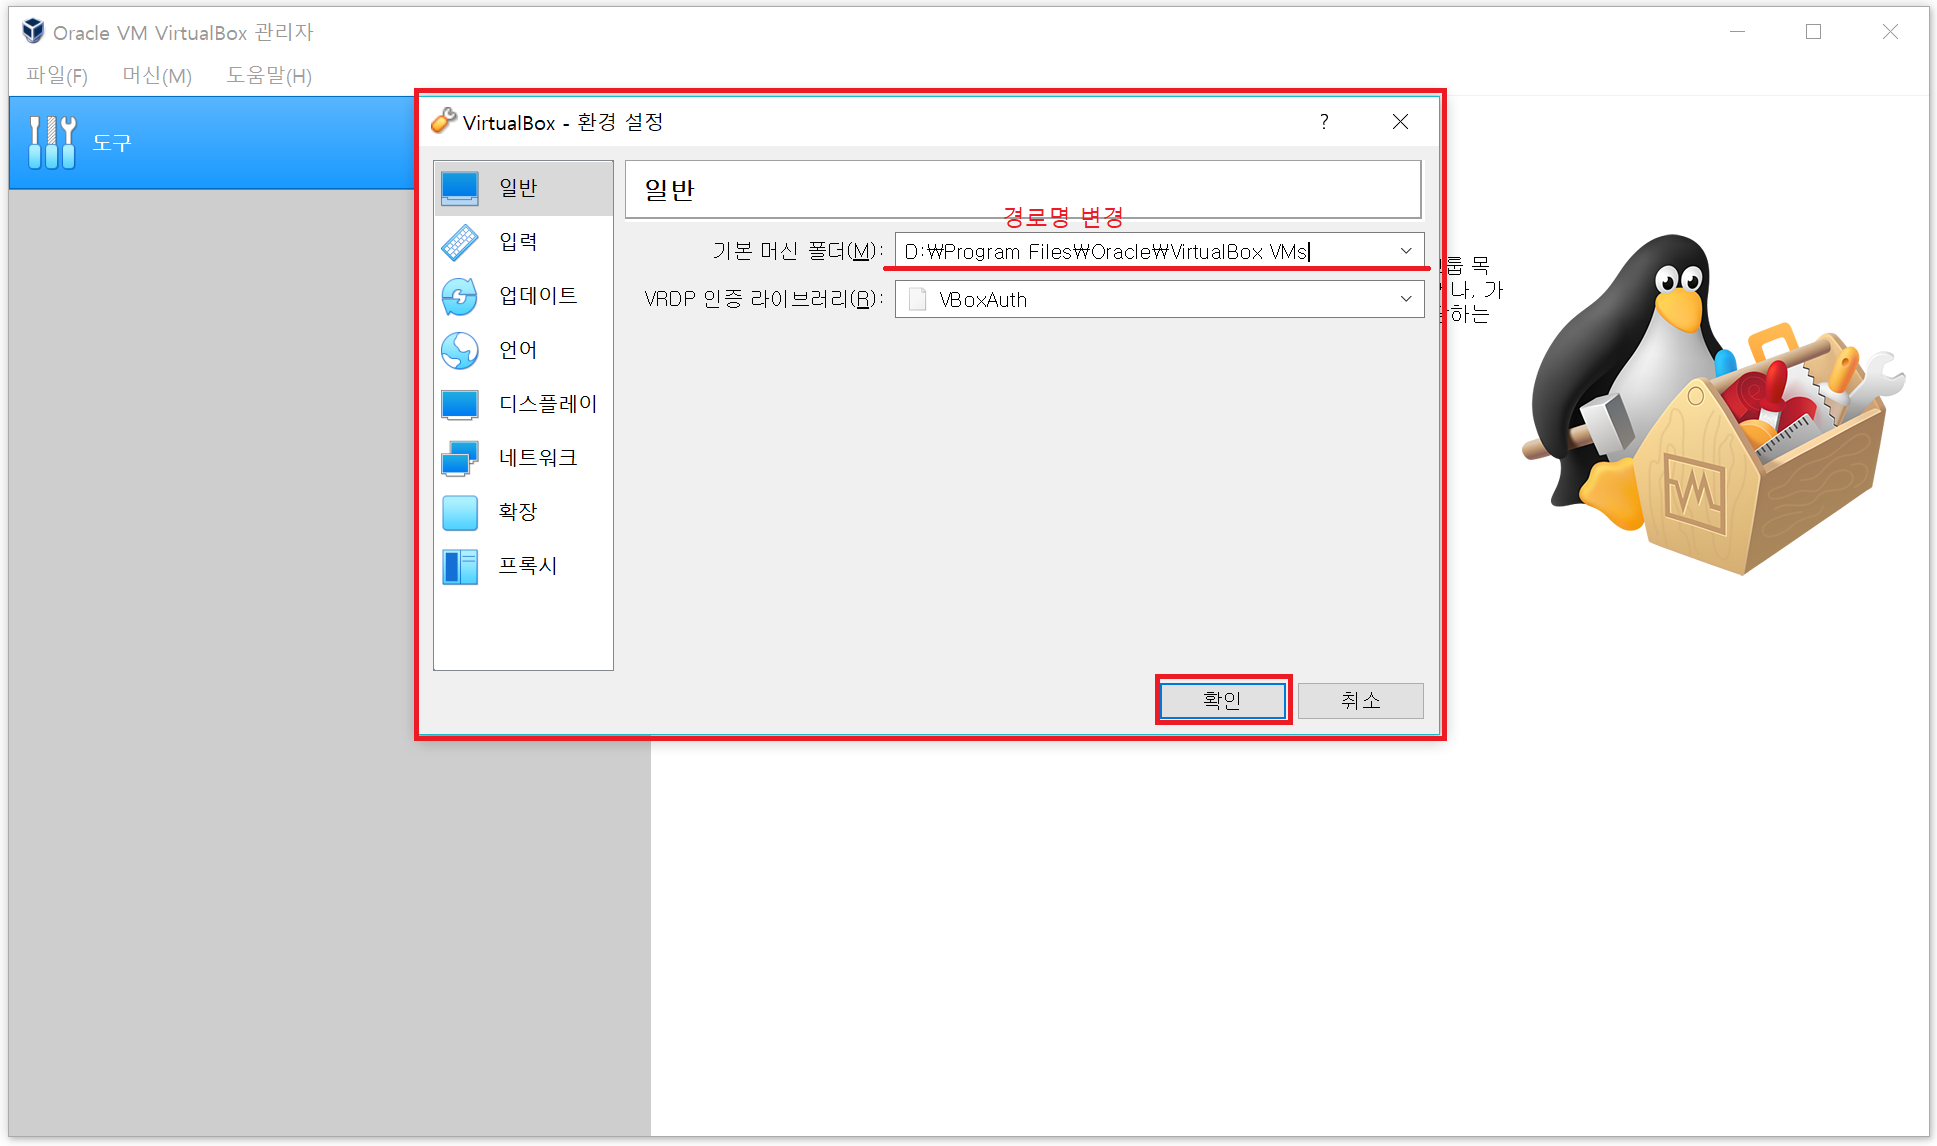 Oracle VM VirtualBox 관리자
파일(F) 머신(M) 도움말(H)
도구
VirtualBox - 환경 설정
?
일반
입력
업데이트
언어
디스플레이
네트워크
확장
프록시
일반
경로명 변경
기본 머신 폴더(M): D:₩Program Files₩Oracle₩VirtualBox VMs
VRDP 인증 라이브러리(R): VBoxAuth
확인 취소
룹 목
나, 가
하는